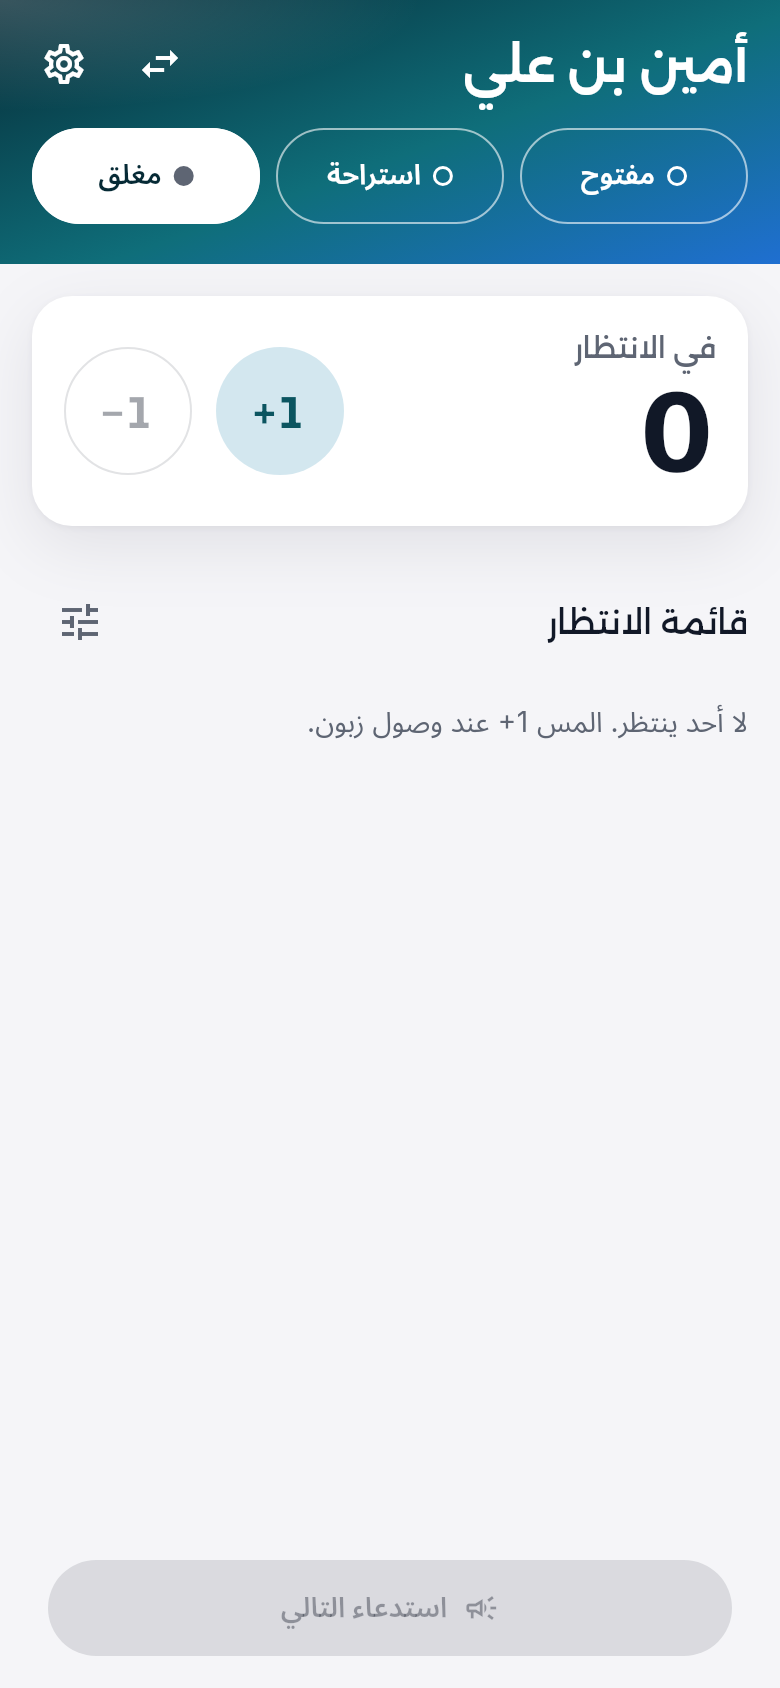 أمين بن علي
مفتوح
استراحة
مغلق
في الانتظار
0
+1
−1
قائمة الانتظار
لا أحد ينتظر. المس 1+ عند وصول زبون.
استدعاء التالي